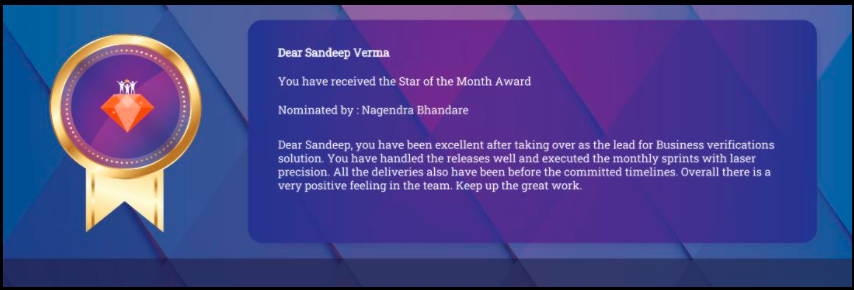 Dear Sandeep Verma
You have received the Star of the Month Award
Nominated by : Nagendra Bhandare
Dear Sandeep, you have been excellent after taking over as the lead for Business verifications
solution. You have handled the releases well and executed the monthly sprints with laser
precision. All the deliveries also have been before the committed timelines. Overall there is a
very positive feeling in the team. Keep up the great work.